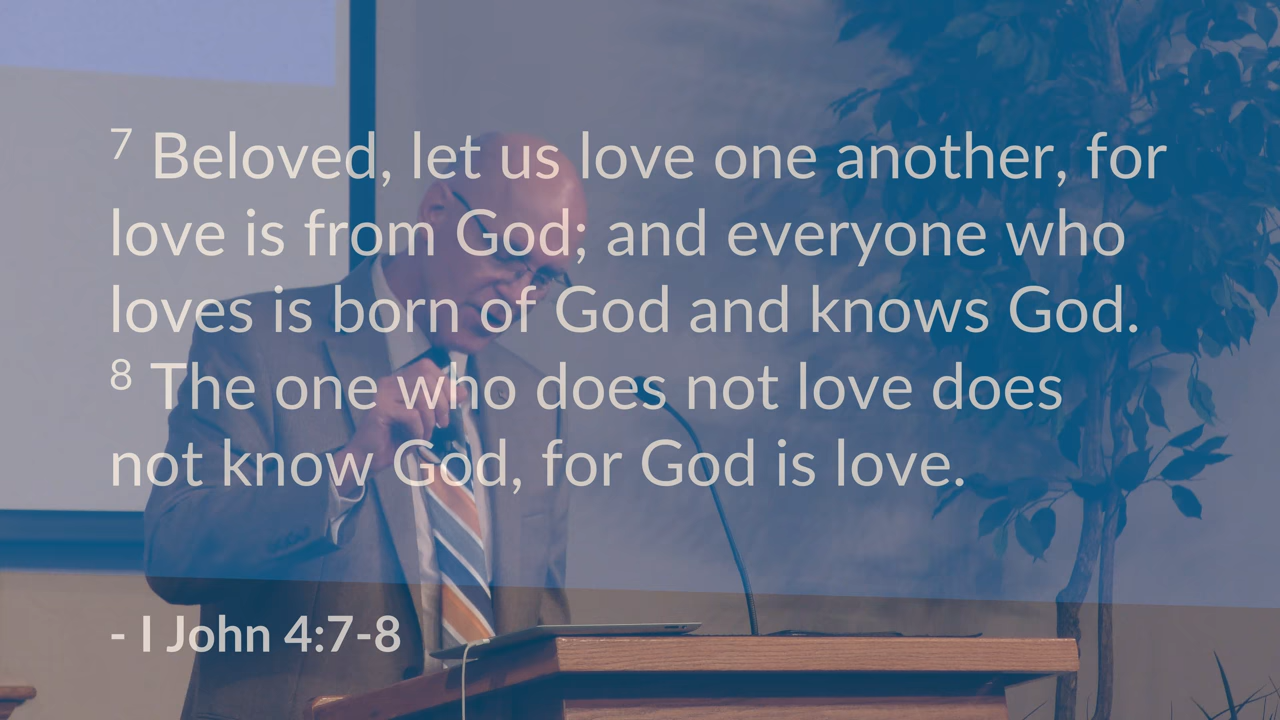 7 Beloved, let us love one another, for
love is from God; and everyone who
loves is born of God and knows God.
8 The one who does not love does
not know God, for God is love.
- I John 4:7-8